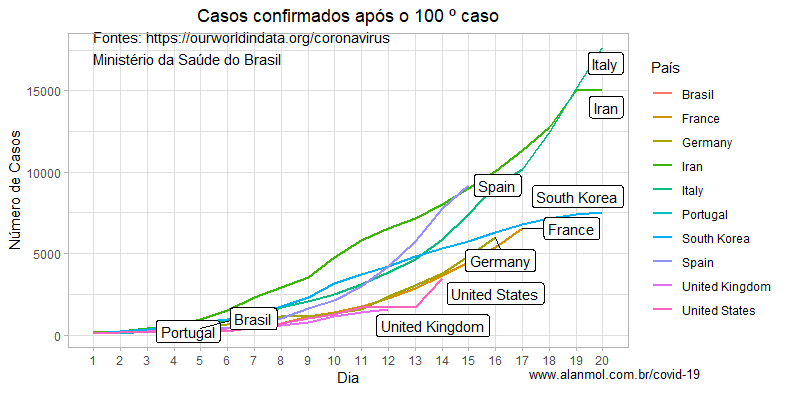 Casos confirmados após o 100 º caso
Fontes: https://ourworldindata.org/coronavirus
Ministério da Saúde do Brasil
Número de Casos
15000
10000
5000
0
Italy
Iran
Spain
South Korea
France
Germany
United States
Brasil
Portugal
United Kingdom
1 2 3 4 5 6 7 8 9 10 11 12 13 14 15 16 17 18 19 20
Dia
www.alanmol.com.br/covid-19
País
Brasil
France
Germany
Iran
Italy
Portugal
South Korea
Spain
United Kingdom
United States